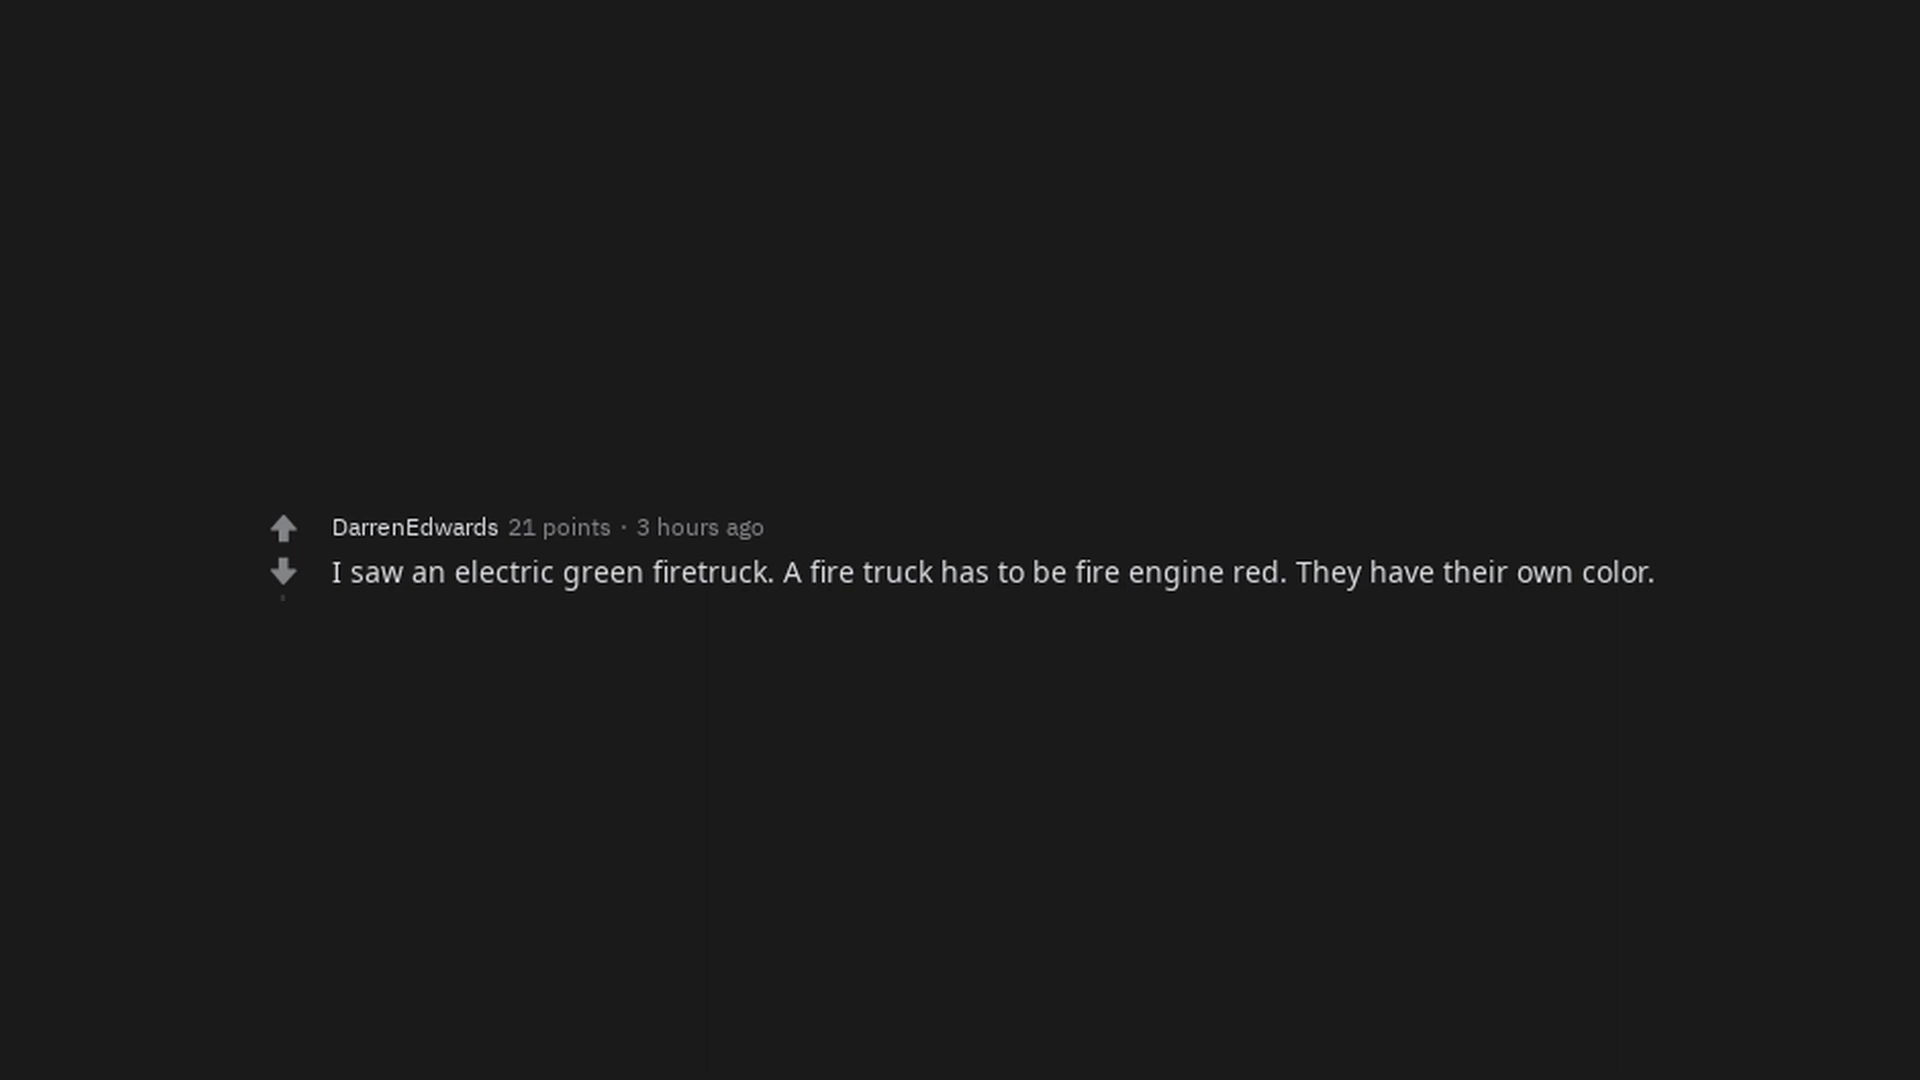 DarrenEdwards 21 points · 3 hours ago
I saw an electric green firetruck. A fire truck has to be fire engine red. They have their own color.